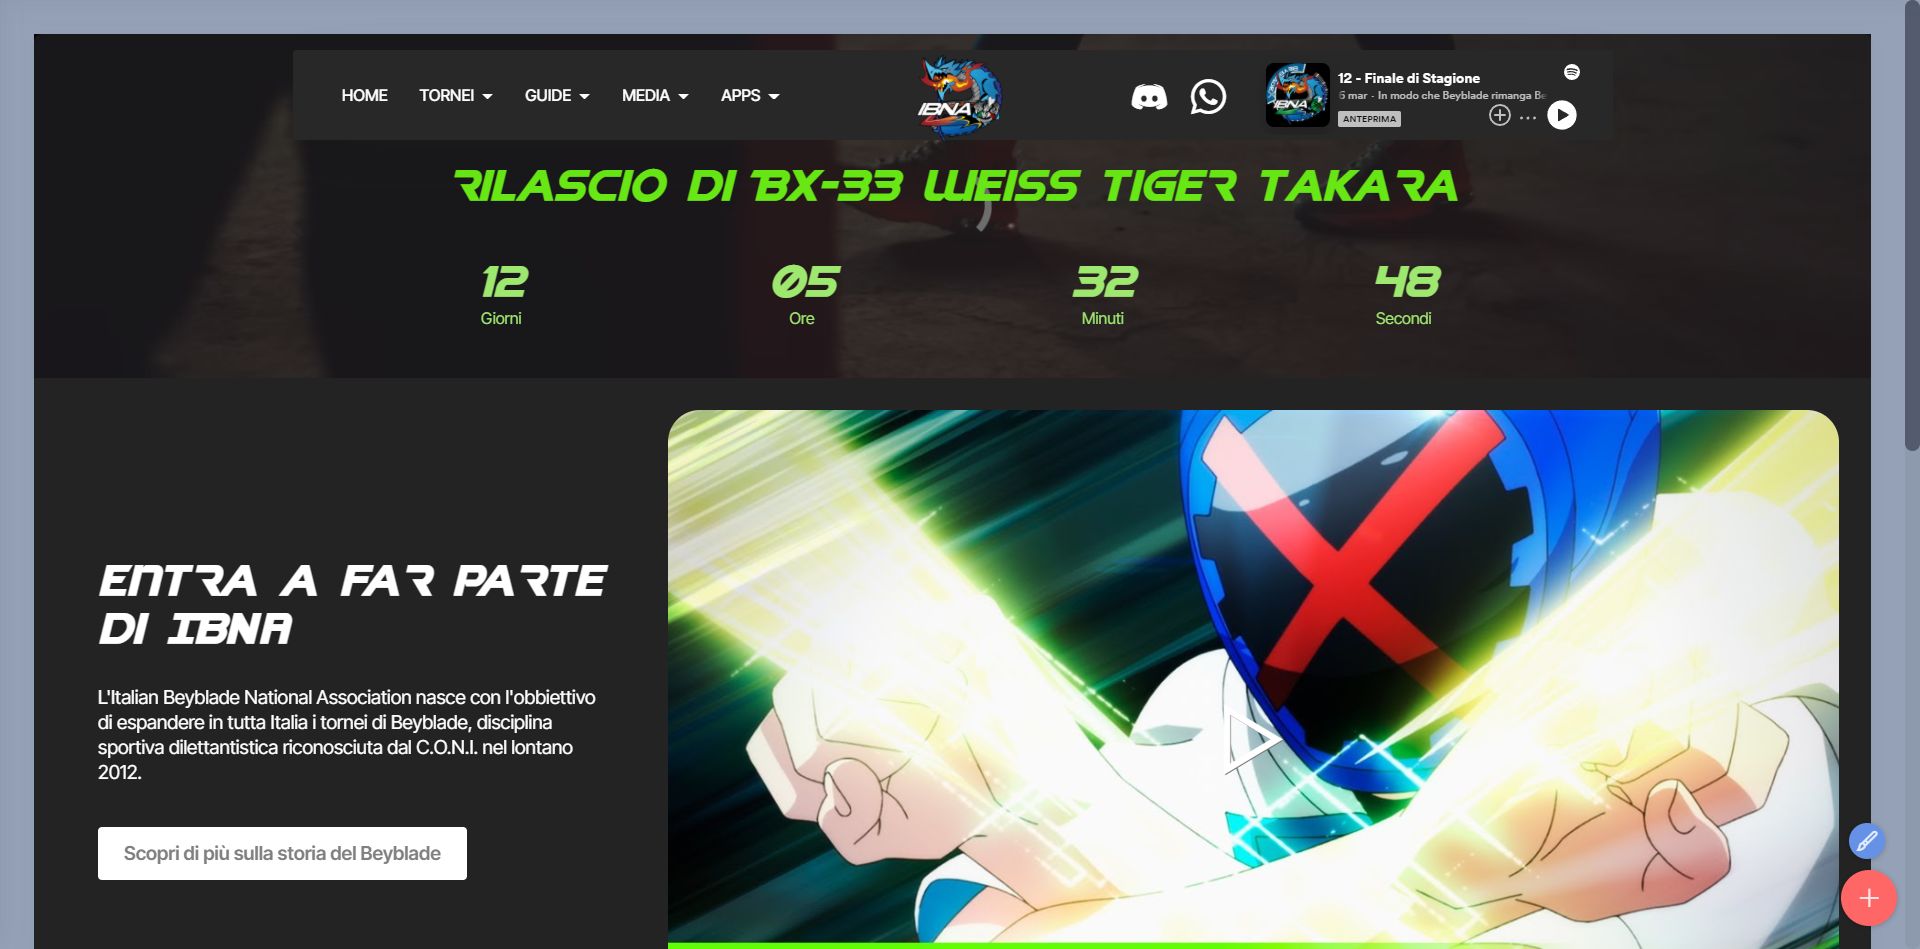 HOME TORNEI GUIDE MEDIA APPS
IBNA
IBNA
12 - Finale di Stagione
6 mar · In modo che Beyblade rimanga Be
ANTEPRIMA
RILASCIO DI BX-33 WEISS TIGER TAKARA
12 05 32 48
Giorni Ore Minuti Secondi
ENTRA A FAR PARTE
DI IBNA
L'Italian Beyblade National Association nasce con l'obbiettivo
di espandere in tutta Italia i tornei di Beyblade, disciplina
sportiva dilettantistica riconosciuta dal C.O.N.I. nel lontano
2012.
Scopri di più sulla storia del Beyblade